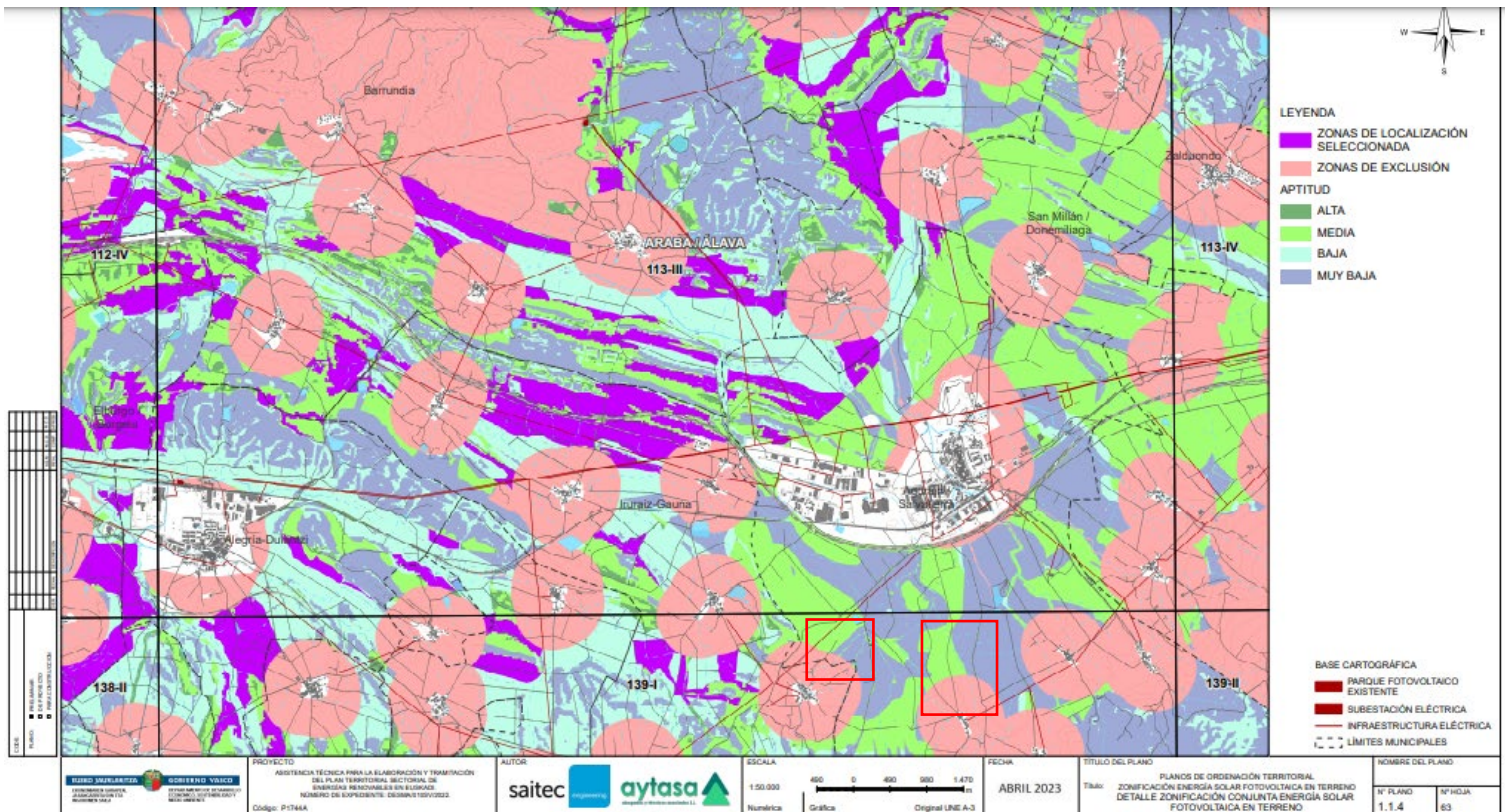 W
E
S
Barrundia
Zalduondo
San Millán /
Donemiliaga
ARABA / ÁLAVA
112-IV
113-III
113-IV
Iruraiz-Gauna
Alegría-Dulantzi
138-II
139-I
139-II
LEYENDA
ZONAS DE LOCALIZACIÓN
SELECCIONADA
ZONAS DE EXCLUSIÓN
APTITUD
ALTA
MEDIA
BAJA
MUY BAJA
BASE CARTOGRÁFICA
PARQUE FOTOVOLTAICO
EXISTENTE
SUBESTACIÓN ELÉCTRICA
INFRAESTRUCTURA ELÉCTRICA
LÍMITES MUNICIPALES
EUSKO JAURLARITZA
GOBIERNO VASCO
PROYECTO
ASISTENCIA TÉCNICA PARA LA ELABORACIÓN Y TRAMITACIÓN
DEL PLAN TERRITORIAL SECTORIAL DE
ENERGÍAS RENOVABLES EN EUSKADI.
Código: P1744A
AUTOR
saitec engineering
aytasa
ESCALA
1:50.000
Numérica
490 0 490 980 1.470
m
Gráfica
Original UNE A-3
FECHA
ABRIL 2023
TÍTULO DEL PLANO
Título:
PLANOS DE ORDENACIÓN TERRITORIAL
ZONIFICACIÓN ENERGÍA SOLAR FOTOVOLTAICA EN TERRENO
DETALLE ZONIFICACIÓN CONJUNTA ENERGÍA SOLAR
FOTOVOLTAICA EN TERRENO
NOMBRE DEL PLANO
Nº PLANO
1.1.4
Nº HOJA
63